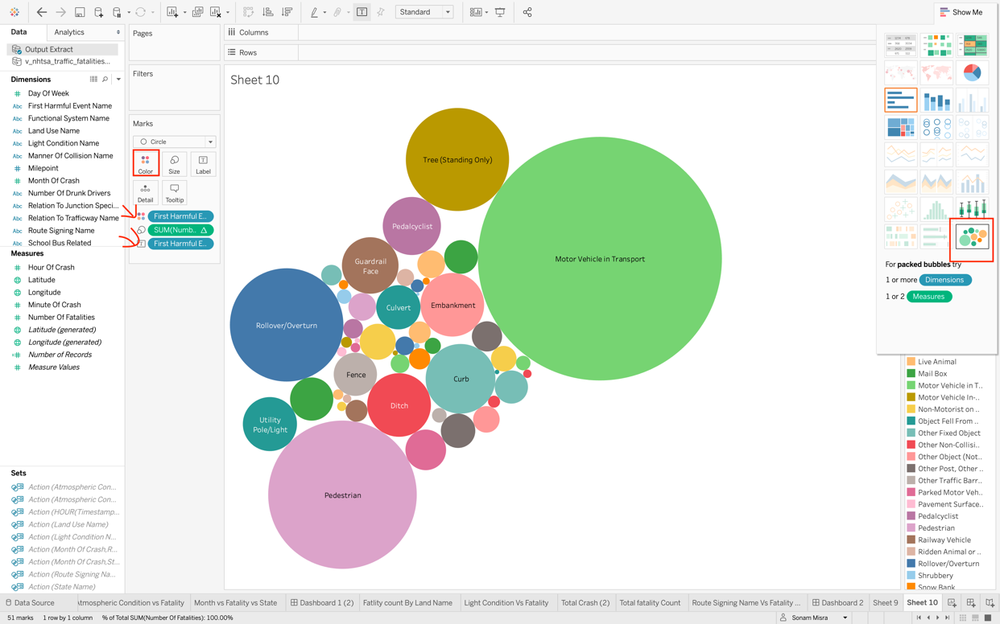 Standard
Show Me
Data
Analytics
Pages
Columns
Rows
Output Extract
v_nhtsa_traffic_fatalities...
Filters
Dimensions
Sheet 10
Day Of Week
Abc First Harmful Event Name
Abc Functional System Name
Abc Land Use Name
Abc Light Condition Name
Abc Manner Of Collision Name
Milepoint
Month Of Crash
Abc Number Of Drunk Drivers
Abc Relation To Junction Speci...
Abc Relation To Trafficway Name
Abc Route Signing Name
Abc School Bus Related
Marks
Circle
Color
Size
Label
Detail
Tooltip
First Harmful E..
SUM(Numb.. Δ
First Harmful E..
Measures
Hour Of Crash
Latitude
Longitude
Minute Of Crash
Number Of Fatalities
Latitude (generated)
Longitude (generated)
Number of Records
Measure Values
Sets
Action (Atmospheric Con...
Action (Atmospheric Con...
Action (HOUR(Timestamp...
Action (Land Use Name)
Action (Light Condition N...
Action (Month Of Crash,R...
Action (Month Of Crash,St...
Action (Route Signing Na...
Action (State Name)
Tree (Standing Only)
Pedalcyclist
Motor Vehicle in Transport
Guardrail
Face
Culvert
Embankment
Rollover/Overturn
Fence
Curb
Ditch
Utility
Pole/Light
Pedestrian
For packed bubbles try
1 or more Dimensions
1 or 2 Measures
Live Animal
Mail Box
Motor Vehicle in T..
Motor Vehicle In-..
Non-Motorist on ..
Object Fell From ..
Other Fixed Object
Other Non-Collisi..
Other Object (Not..
Other Post, Other ..
Other Traffic Barr..
Parked Motor Veh..
Pavement Surface..
Pedalcyclist
Pedestrian
Railway Vehicle
Ridden Animal or ..
Rollover/Overturn
Shrubbery
Snow Bank
Data Source
Atmospheric Condition vs Fatality
Month vs Fatality vs State
Dashboard 1 (2)
Fatlity count By Land Name
Light Condition Vs Fatality
Total Crash (2)
Total fatality Count
Route Signing Name Vs Fatality ...
Dashboard 2
Sheet 9
Sheet 10
51 marks
1 row by 1 column
% of Total SUM(Number Of Fatalities): 100.00%
Sonam Misra